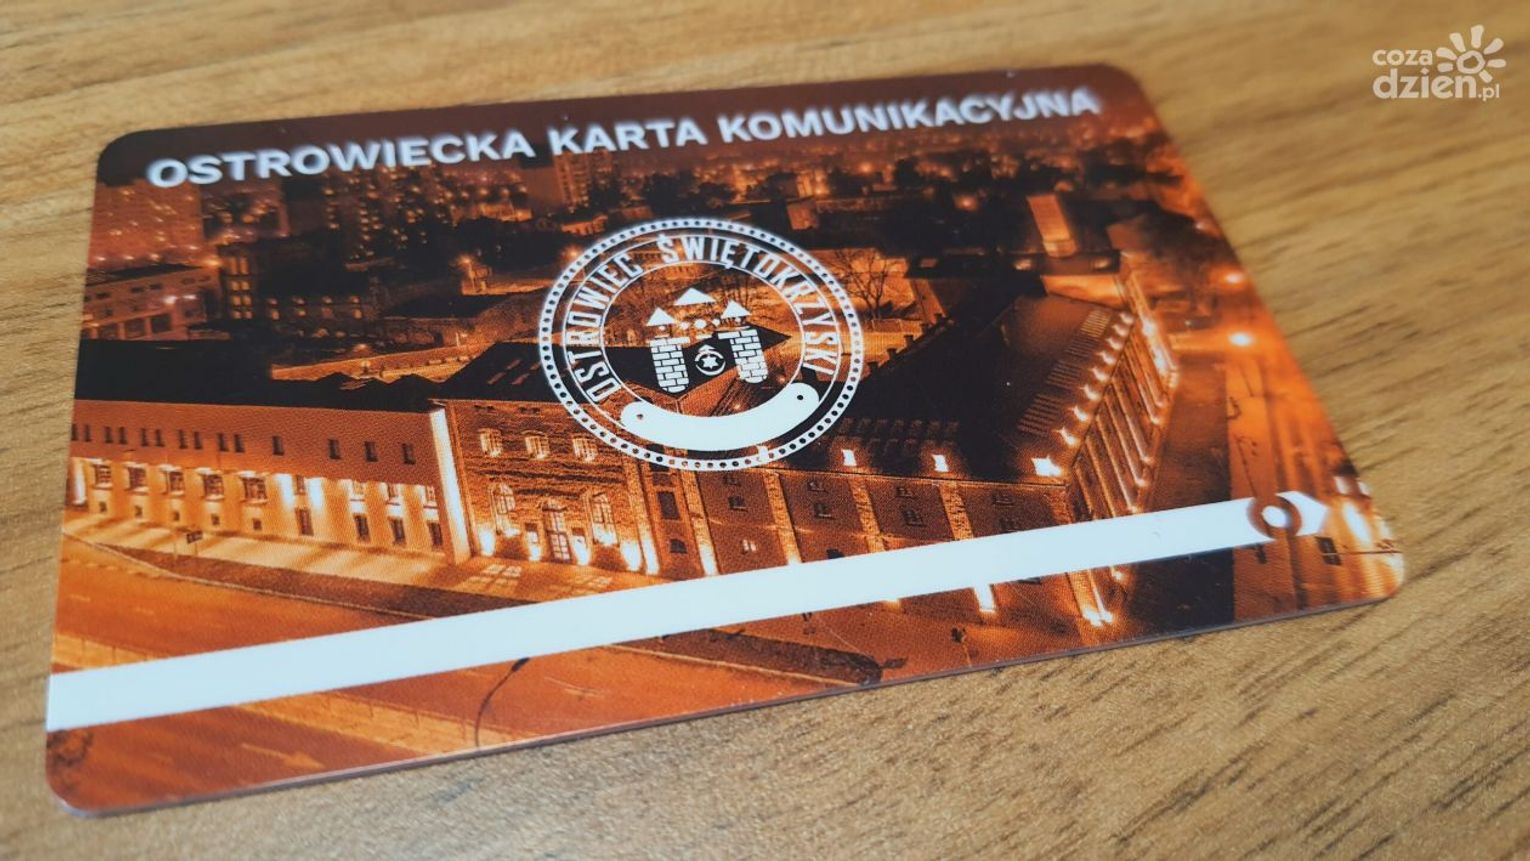 coza
dzien.pl
OSTROWIECKA KARTA KOMUNIKACYJNA
OSTROWIEC ŚWIĘTOKRZYSKI